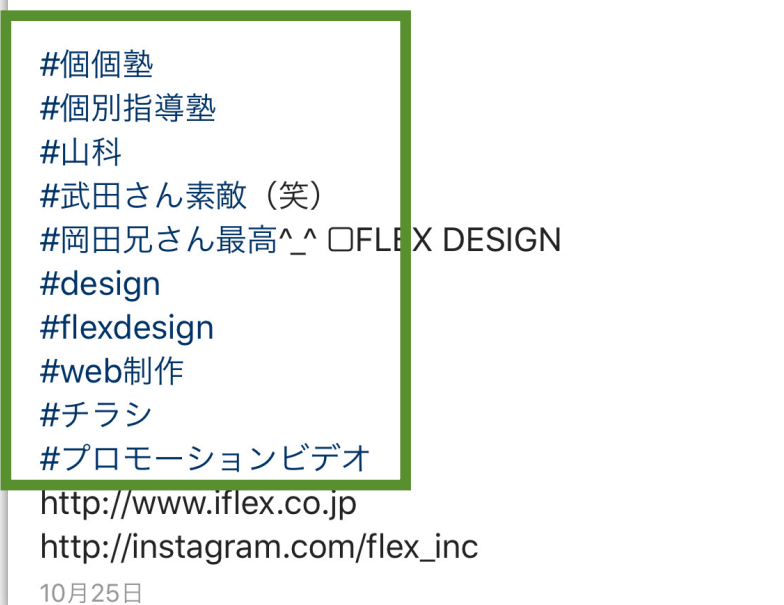 #個個塾
#個別指導塾
#山科
#武田さん素敵（笑）
#岡田兄さん最高^_^ ▢FLEX DESIGN
#design
#flexdesign
#web制作
#チラシ
#プロモーションビデオ
http://www.iflex.co.jp
http://instagram.com/flex_inc
10月25日